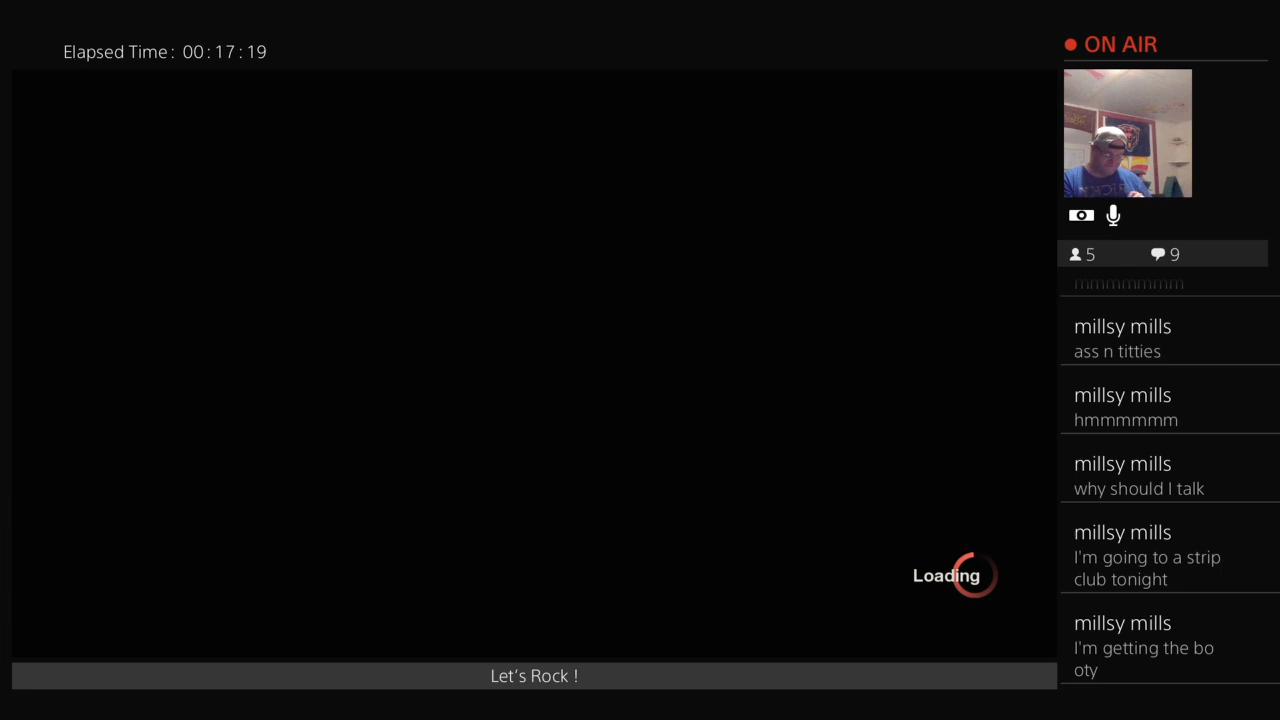 Elapsed Time: 00:17:19
ON AIR
5 9
mmmmmmm
millsy mills
ass n titties
millsy mills
hmmmmmm
millsy mills
why should I talk
millsy mills
I'm going to a strip
club tonight
millsy mills
I'm getting the bo
oty
Loading
Let's Rock !